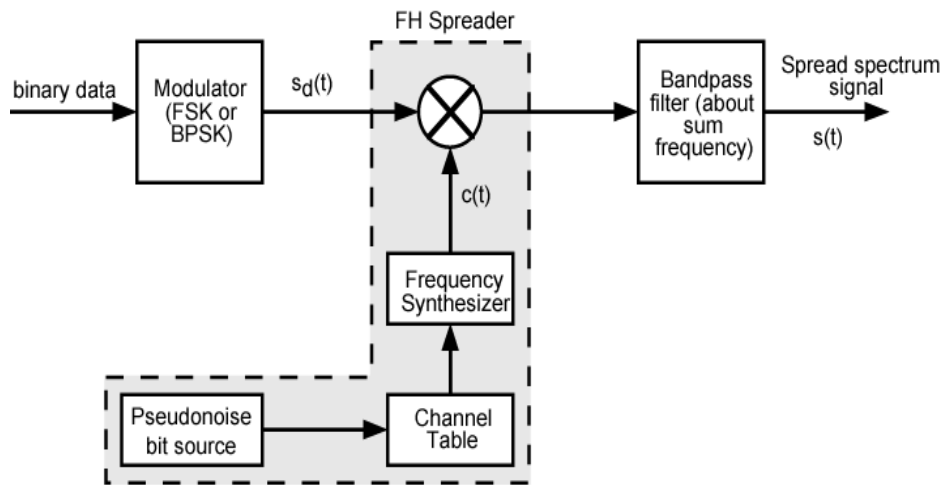 FH Spreader
binary data
Modulator
(FSK or
BPSK)
s_d(t)
Bandpass
filter (about
sum
frequency)
Spread spectrum
signal
s(t)
c(t)
Frequency
Synthesizer
Pseudonoise
bit source
Channel
Table